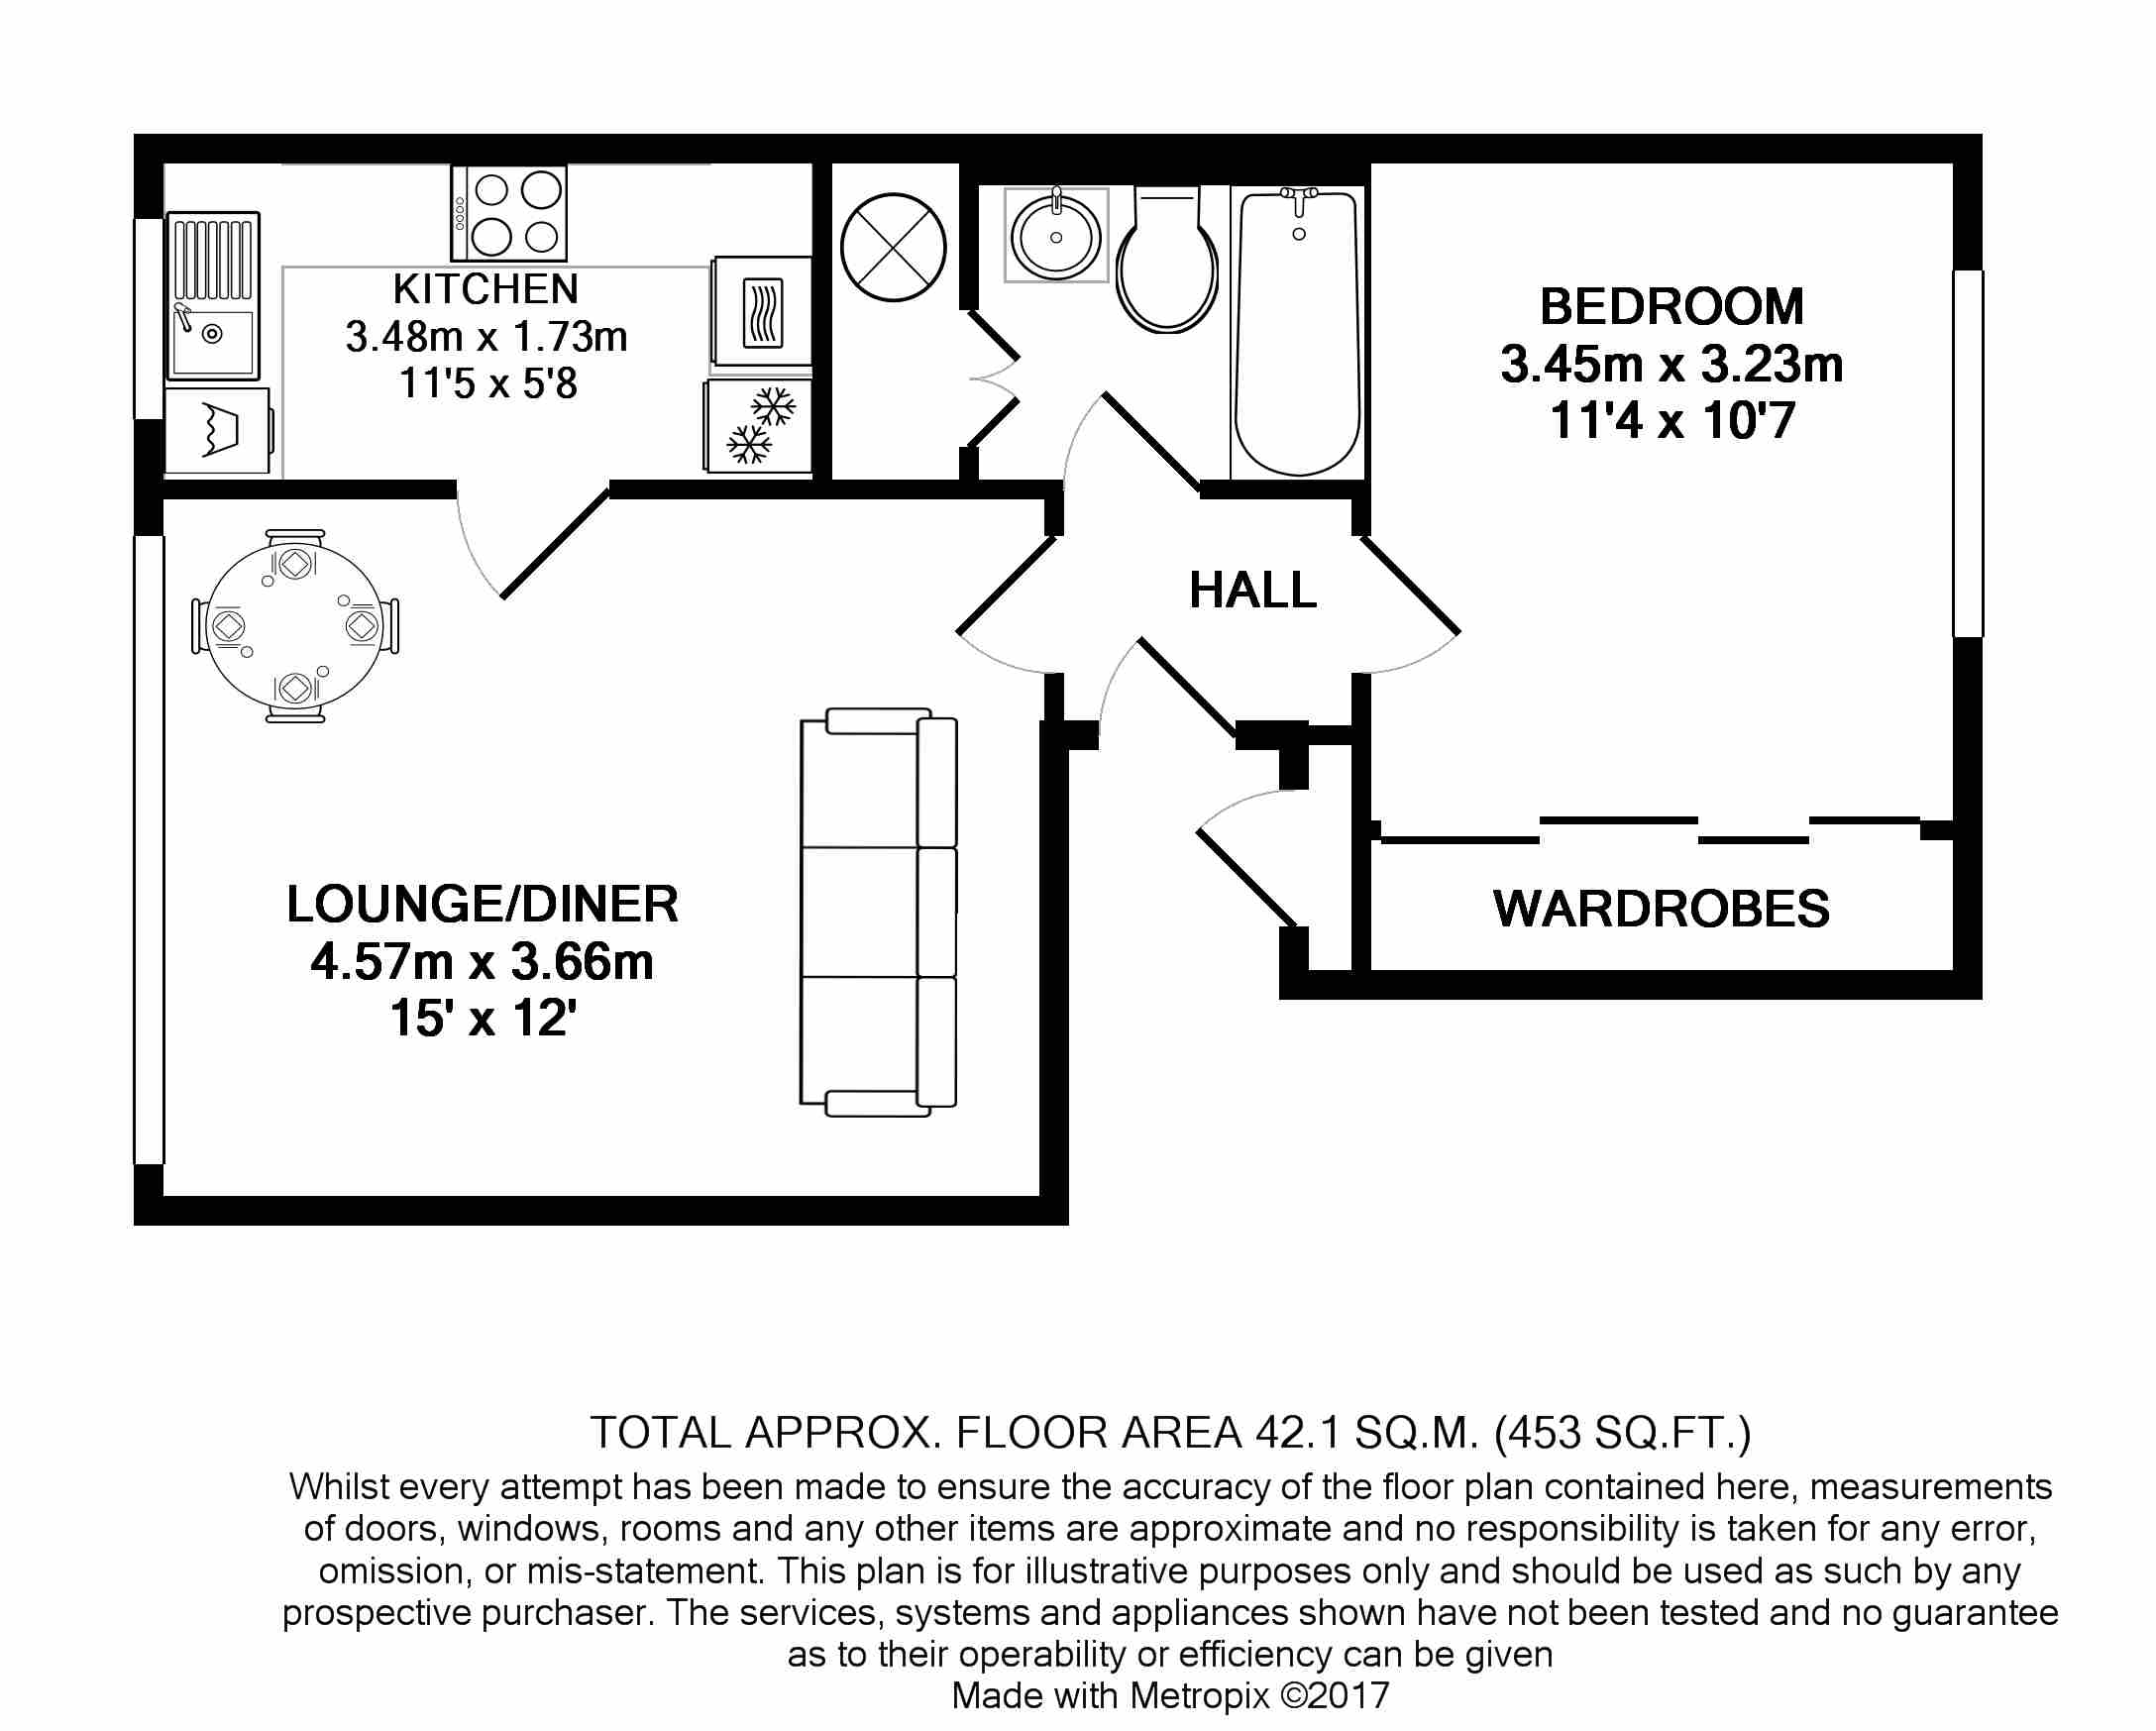 KITCHEN
3.48m x 1.73m
11'5 x 5'8
BEDROOM
3.45m x 3.23m
11'4 x 10'7
HALL
LOUNGE/DINER
4.57m x 3.66m
15' x 12'
WARDROBES
TOTAL APPROX. FLOOR AREA 42.1 SQ.M. (453 SQ.FT.)
Whilst every attempt has been made to ensure the accuracy of the floor plan contained here, measurements
of doors, windows, rooms and any other items are approximate and no responsibility is taken for any error,
omission, or mis-statement. This plan is for illustrative purposes only and should be used as such by any
prospective purchaser. The services, systems and appliances shown have not been tested and no guarantee
as to their operability or efficiency can be given
Made with Metropix ©2017